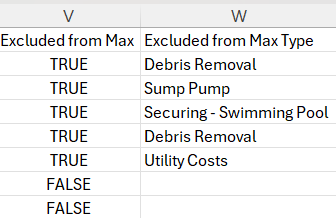 V W
Excluded from Max Excluded from Max Type
TRUE Debris Removal
TRUE Sump Pump
TRUE Securing - Swimming Pool
TRUE Debris Removal
TRUE Utility Costs
FALSE
FALSE